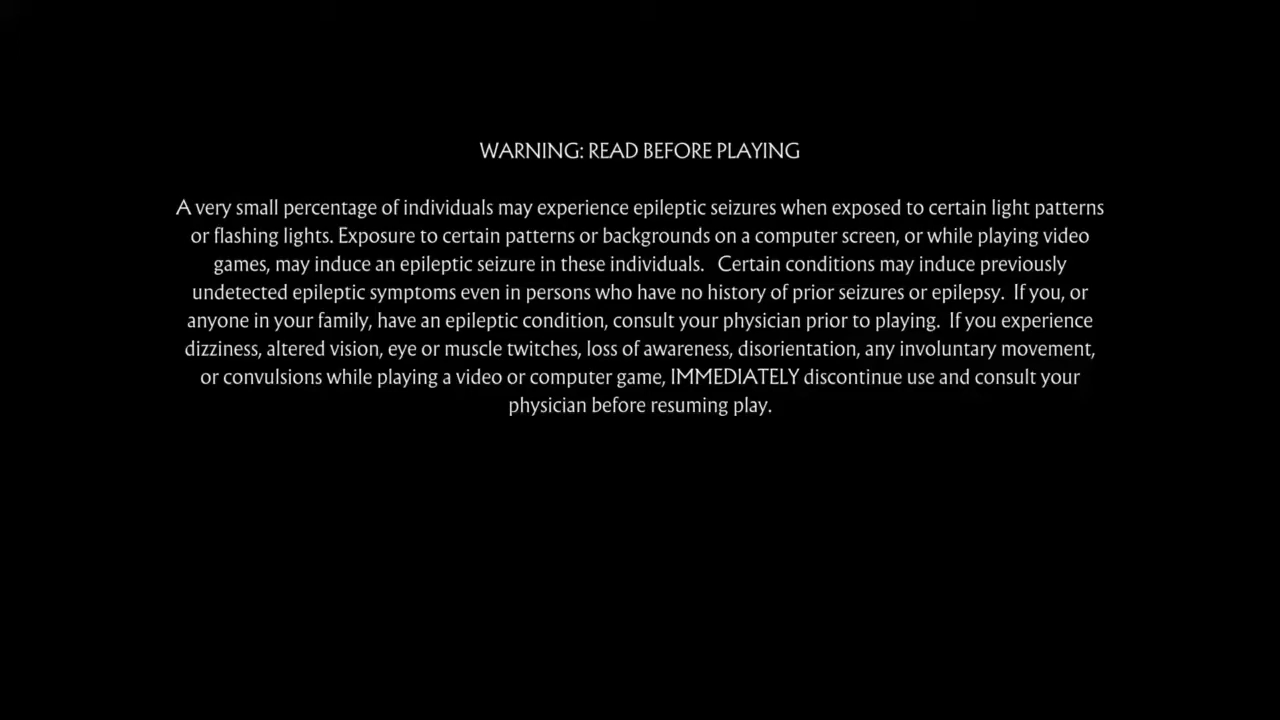 WARNING: READ BEFORE PLAYING
A very small percentage of individuals may experience epileptic seizures when exposed to certain light patterns
or flashing lights. Exposure to certain patterns or backgrounds on a computer screen, or while playing video
games, may induce an epileptic seizure in these individuals.   Certain conditions may induce previously
undetected epileptic symptoms even in persons who have no history of prior seizures or epilepsy.  If you, or
anyone in your family, have an epileptic condition, consult your physician prior to playing.  If you experience
dizziness, altered vision, eye or muscle twitches, loss of awareness, disorientation, any involuntary movement,
or convulsions while playing a video or computer game, IMMEDIATELY discontinue use and consult your
physician before resuming play.